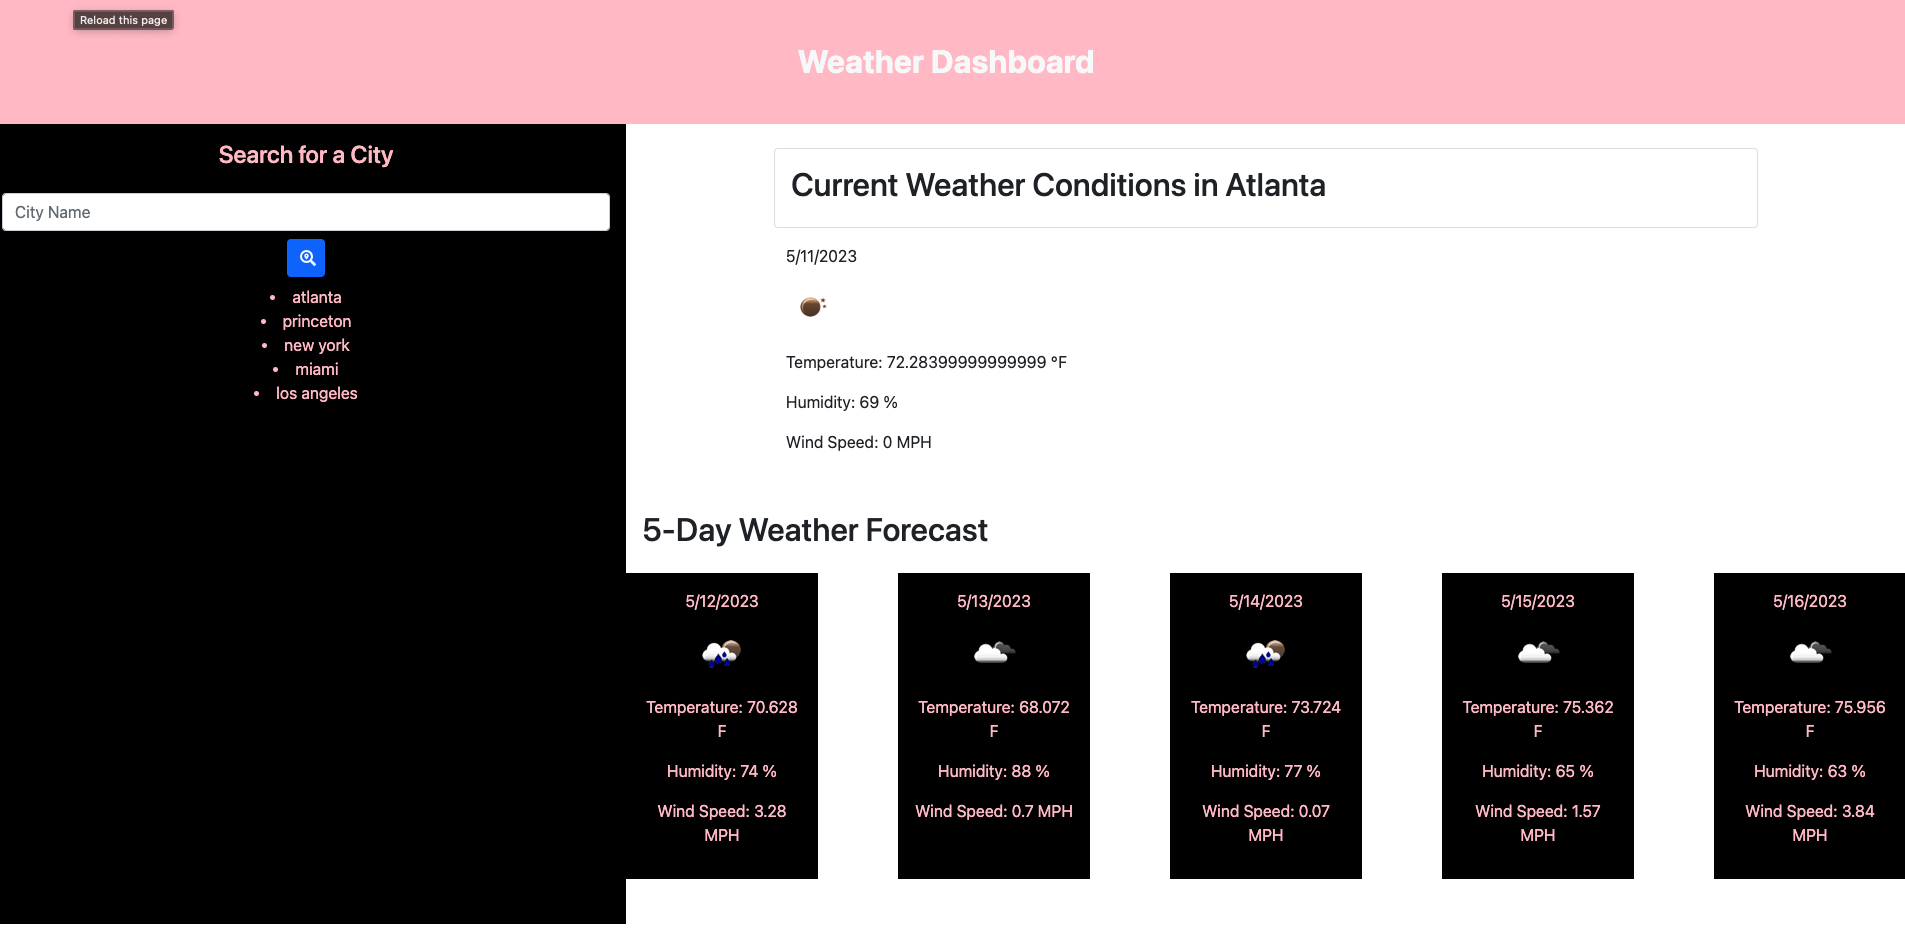 Reload this page
Weather Dashboard
Search for a City
City Name
atlanta
princeton
new york
miami
los angeles
Current Weather Conditions in Atlanta
5/11/2023
Temperature: 72.28399999999999 °F
Humidity: 69 %
Wind Speed: 0 MPH
5-Day Weather Forecast
5/12/2023
Temperature: 70.628
F
Humidity: 74 %
Wind Speed: 3.28
MPH
5/13/2023
Temperature: 68.072
F
Humidity: 88 %
Wind Speed: 0.7 MPH
5/14/2023
Temperature: 73.724
F
Humidity: 77 %
Wind Speed: 0.07
MPH
5/15/2023
Temperature: 75.362
F
Humidity: 65 %
Wind Speed: 1.57
MPH
5/16/2023
Temperature: 75.956
F
Humidity: 63 %
Wind Speed: 3.84
MPH